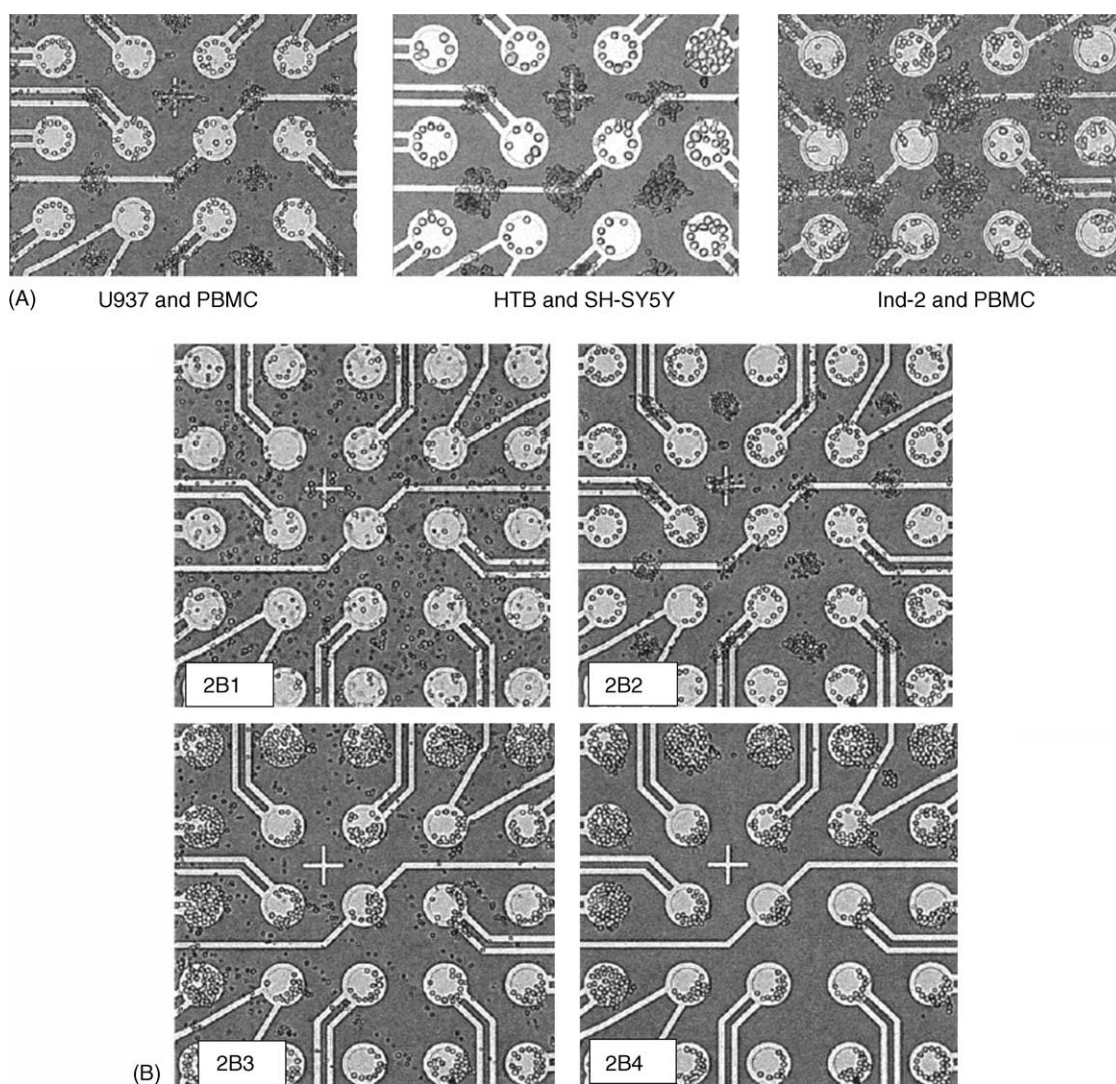 (A)
U937 and PBMC
HTB and SH-SY5Y
Ind-2 and PBMC
2B1
2B2
2B3
2B4
(B)